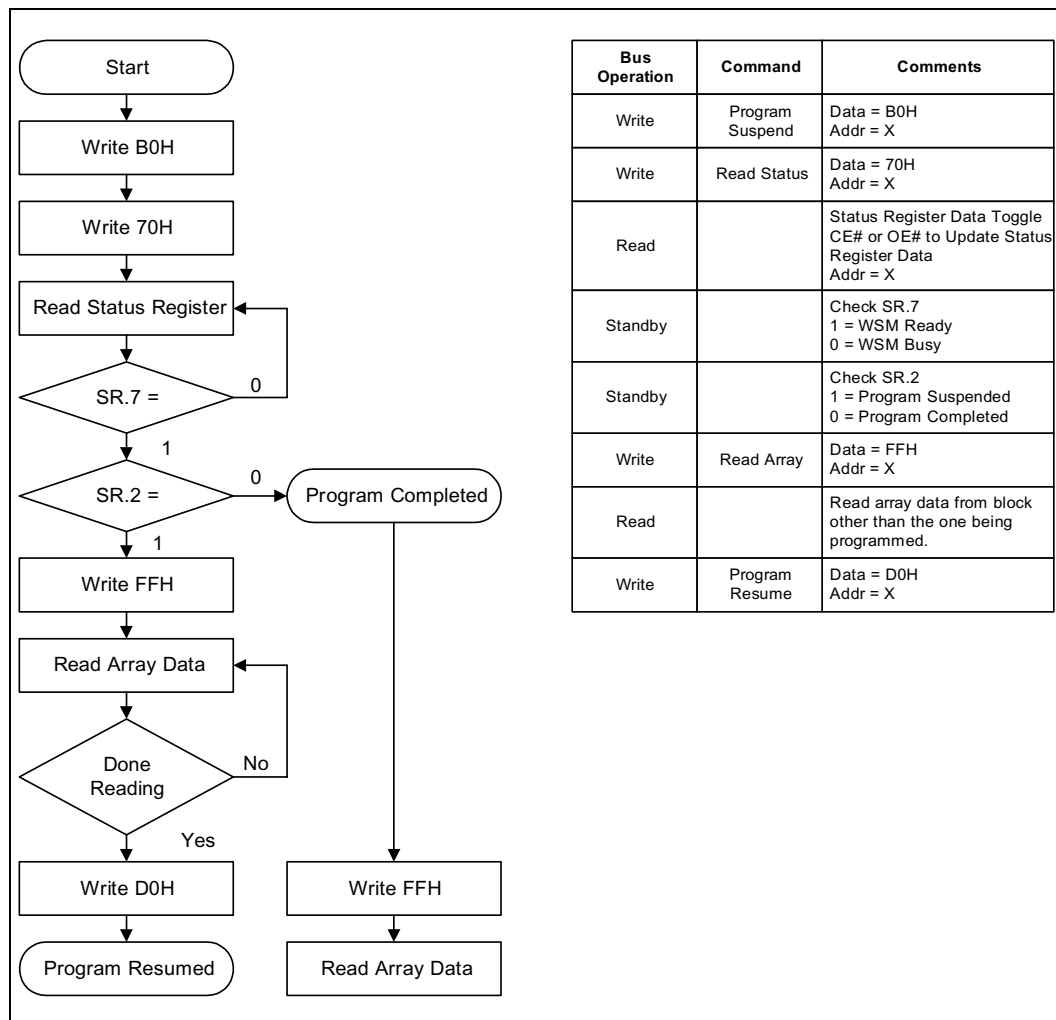 Start
Write B0H
Write 70H
Read Status Register
SR.7 =
0
1
SR.2 =
0
Program Completed
1
Write FFH
Read Array Data
Done
Reading
No
Yes
Write D0H
Write FFH
Program Resumed
Read Array Data
Bus
Operation
Command
Comments
Write
Program
Suspend
Data = B0H
Addr = X
Write
Read Status
Data = 70H
Addr = X
Read
Status Register Data Toggle
CE# or OE# to Update Status
Register Data
Addr = X
Standby
Check SR.7
1 = WSM Ready
0 = WSM Busy
Standby
Check SR.2
1 = Program Suspended
0 = Program Completed
Write
Read Array
Data = FFH
Addr = X
Read
Read array data from block
other than the one being
programmed.
Write
Program
Resume
Data = D0H
Addr = X